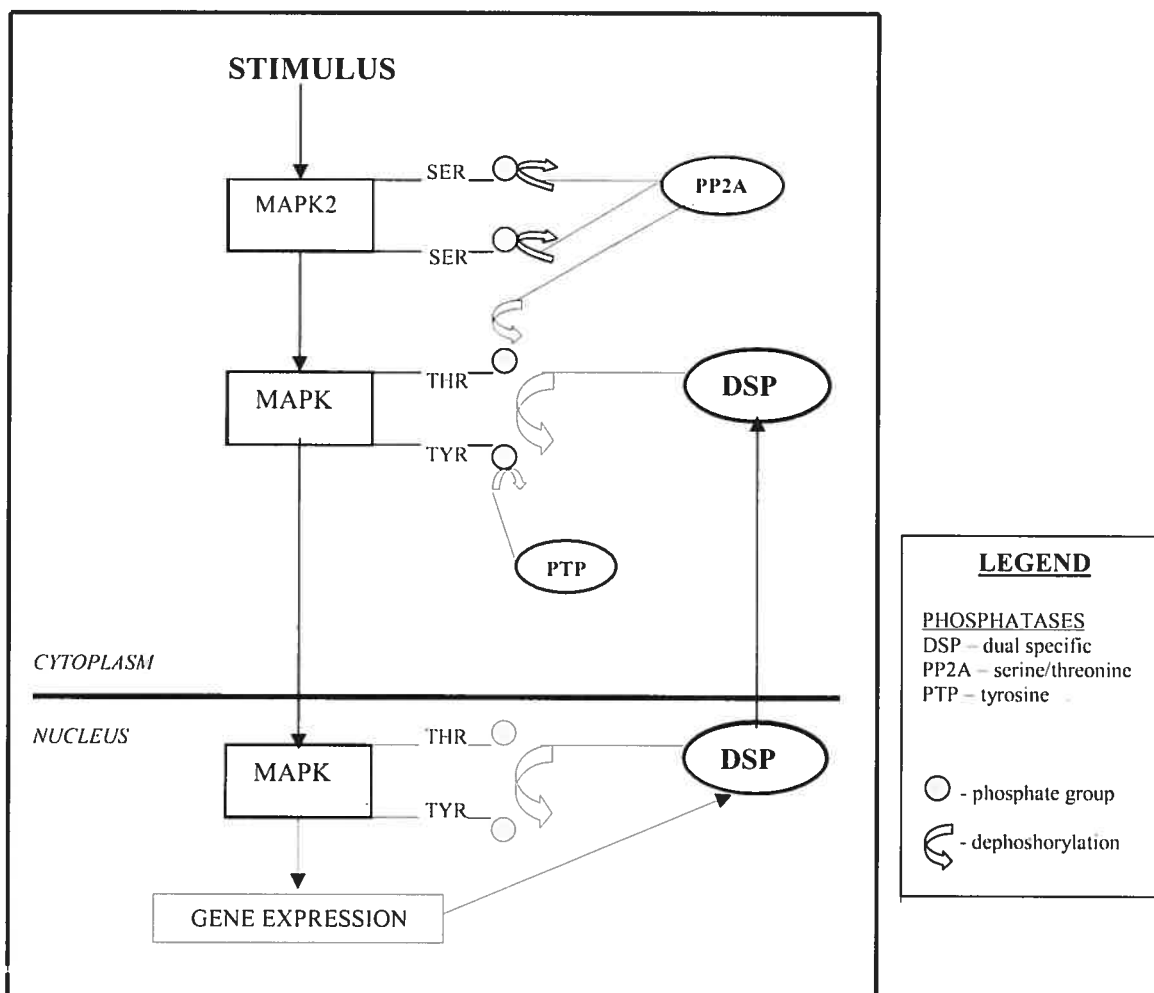 STIMULUS
SER
MAPK2
PP2A
SER
THR
MAPK
DSP
TYR
PTP
CYTOPLASM
NUCLEUS
THR
MAPK
DSP
TYR
GENE EXPRESSION
LEGEND
PHOSPHATASES
DSP – dual specific
PP2A – serine/threonine
PTP – tyrosine
- phosphate group
- dephoshorylation